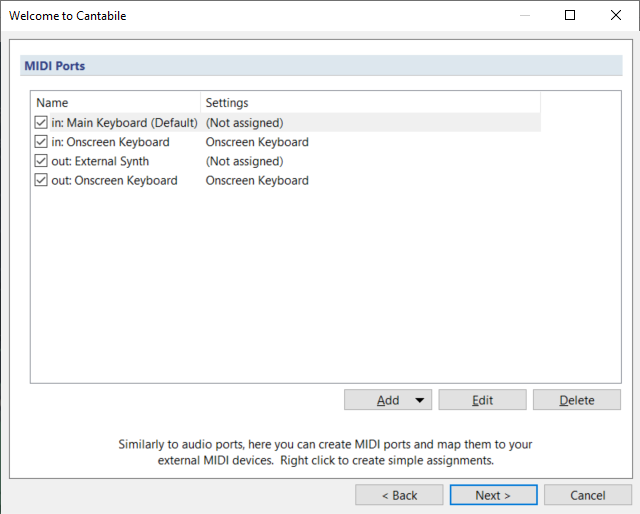 Welcome to Cantabile
MIDI Ports
Name Settings
in: Main Keyboard (Default) (Not assigned)
in: Onscreen Keyboard Onscreen Keyboard
out: External Synth (Not assigned)
out: Onscreen Keyboard Onscreen Keyboard
Add Edit Delete
Similarly to audio ports, here you can create MIDI ports and map them to your
external MIDI devices.  Right click to create simple assignments.
< Back Next > Cancel